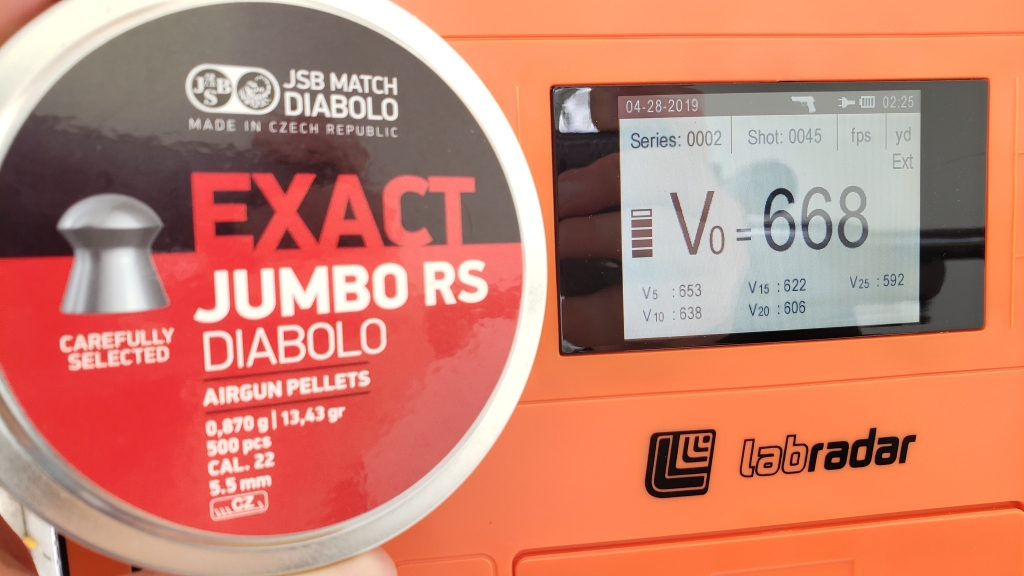 JSB
JSB MATCH
DIABOLO
MADE IN CZECH REPUBLIC
EXACT
JUMBO RS
DIABOLO
AIRGUN PELLETS
CAREFULLY
SELECTED
0,870 g | 13,43 gr
500 pcs
CAL. 22
5.5 mm
CZ
04-28-2019 02:25
Series: 0002 Shot: 0045 fps yd
Ext
V0 = 668
V5 : 653 V15 : 622 V25 : 592
V10 : 638 V20 : 606
labradar